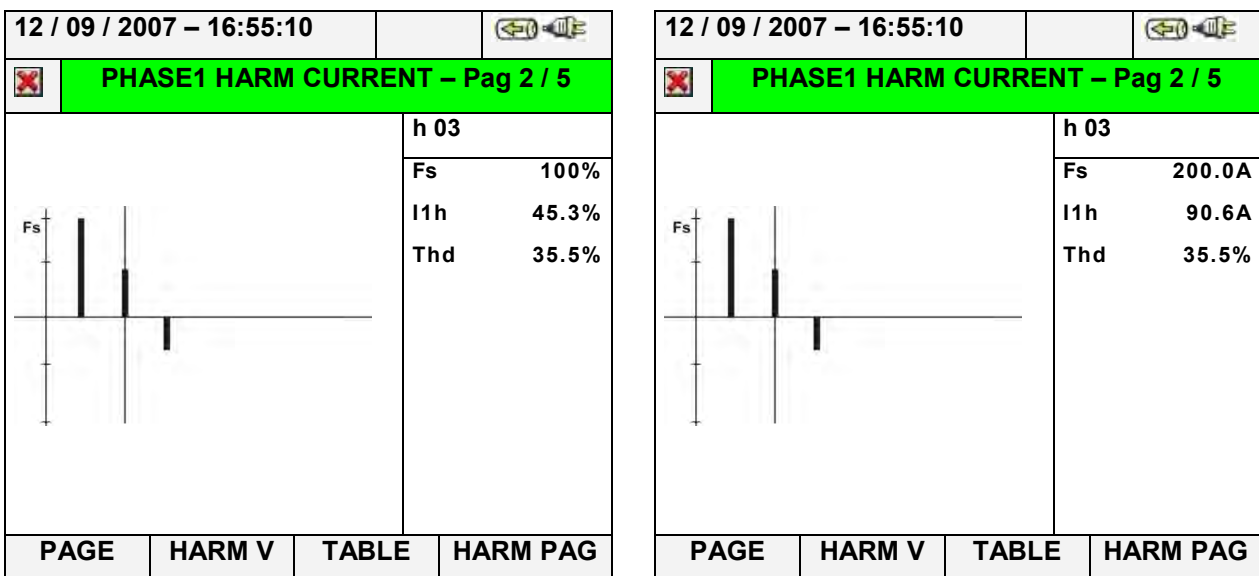 12 / 09 / 2007 – 16:55:10
PHASE1 HARM CURRENT – Pag 2 / 5
h 03
Fs 100%
I1h 45.3%
Thd 35.5%
Fs
PAGE HARM V TABLE HARM PAG
12 / 09 / 2007 – 16:55:10
PHASE1 HARM CURRENT – Pag 2 / 5
h 03
Fs 200.0A
I1h 90.6A
Thd 35.5%
Fs
PAGE HARM V TABLE HARM PAG